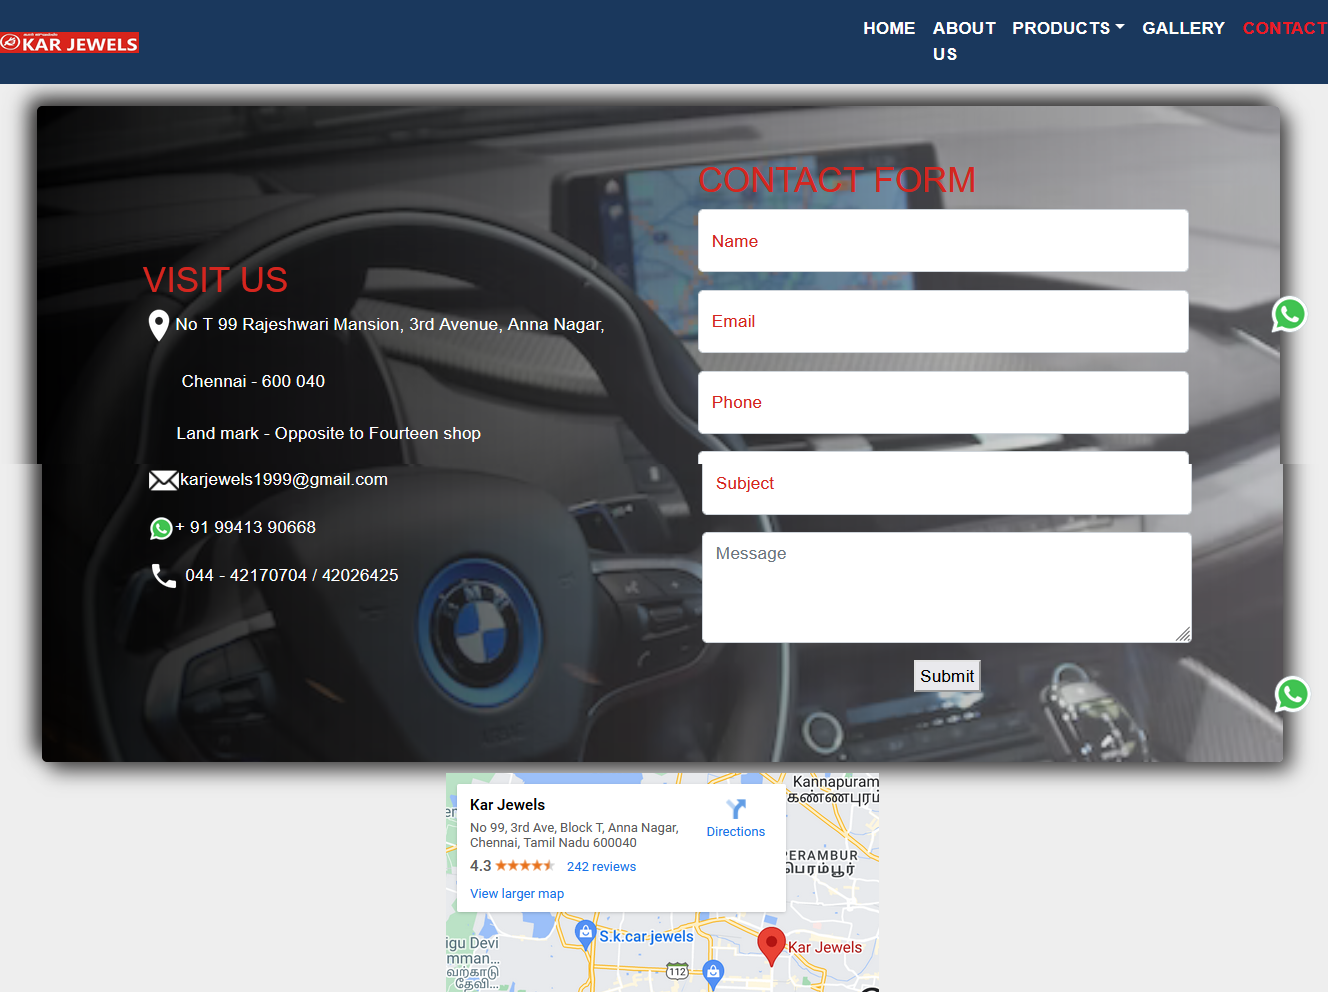 KAR JEWELS
HOME
ABOUT US
PRODUCTS
GALLERY
CONTACT
CONTACT FORM
Name
Email
Phone
Subject
Message
Submit
VISIT US
No T 99 Rajeshwari Mansion, 3rd Avenue, Anna Nagar,
Chennai - 600 040
Land mark - Opposite to Fourteen shop
karjewels1999@gmail.com
+ 91 99413 90668
044 - 42170704 / 42026425
Kar Jewels
No 99, 3rd Ave, Block T, Anna Nagar,
Chennai, Tamil Nadu 600040
4.3
242 reviews
View larger map
Directions
Kannapuram
கண்ணபுரம்
PERAMBUR
பெரம்பூர்
S.k.car jewels
Kar Jewels
112
igu Devi
mman...
வற்காடு
தேவி...